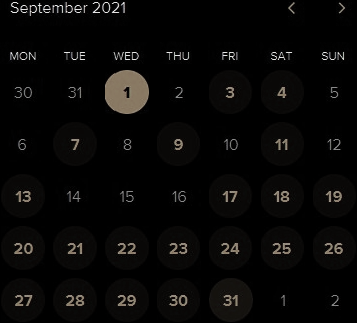 September 2021
MON TUE WED THU FRI SAT SUN
30 31 1 2 3 4 5
6 7 8 9 10 11 12
13 14 15 16 17 18 19
20 21 22 23 24 25 26
27 28 29 30 31 1 2